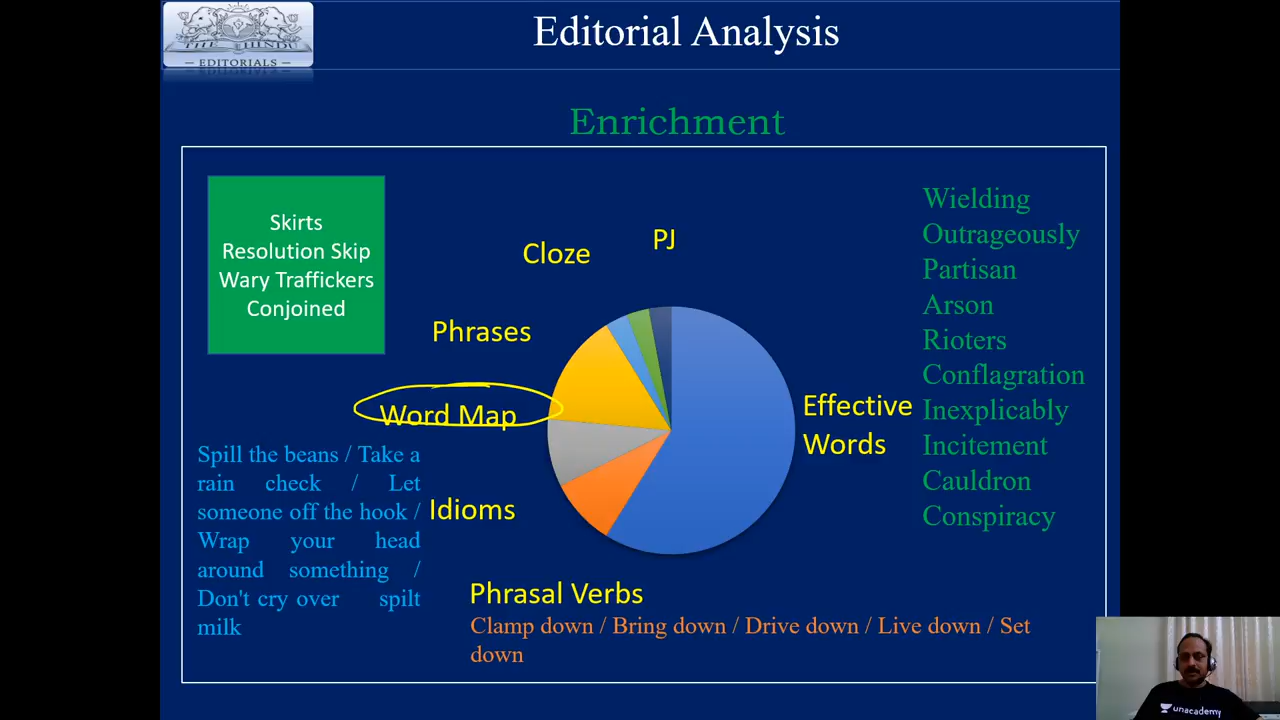 THE HINDU
— EDITORIALS —
Editorial Analysis
Enrichment
Skirts
Resolution Skip
Wary Traffickers
Conjoined
Cloze
PJ
Phrases
Word Map
Idioms
Effective
Words
Wielding
Outrageously
Partisan
Arson
Rioters
Conflagration
Inexplicably
Incitement
Cauldron
Conspiracy
Spill the beans / Take a
rain check / Let
someone off the hook /
Wrap your head
around something /
Don't cry over spilt
milk
Phrasal Verbs
Clamp down / Bring down / Drive down / Live down / Set
down
unacademy